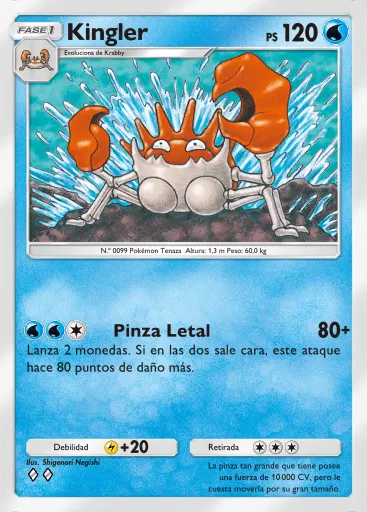 FASE 1 Kingler PS 120
Evoluciona de Krabby
N.º 0099 Pokémon Tenaza Altura: 1,3 m Peso: 60,0 kg
Pinza Letal 80+
Lanza 2 monedas. Si en las dos sale cara, este ataque
hace 80 puntos de daño más.
Debilidad +20 Retirada
Ilus. Shigenori Negishi
La pinza tan grande que tiene posee
una fuerza de 10 000 CV, pero le
cuesta moverla por su gran tamaño.